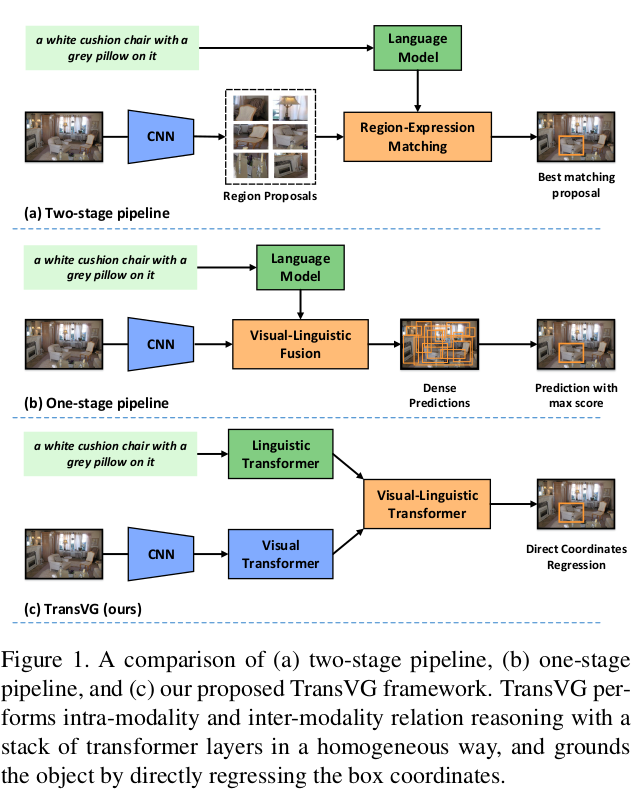 a white cushion chair with a
grey pillow on it
Language
Model
CNN
Region-Expression
Matching
Region Proposals
Best matching
proposal
(a) Two-stage pipeline
a white cushion chair with a
grey pillow on it
Language
Model
CNN
Visual-Linguistic
Fusion
Dense
Predictions
Prediction with
max score
(b) One-stage pipeline
a white cushion chair with a
grey pillow on it
Linguistic
Transformer
Visual-Linguistic
Transformer
CNN
Visual
Transformer
Direct Coordinates
Regression
(c) TransVG (ours)
Figure 1. A comparison of (a) two-stage pipeline, (b) one-stage
pipeline, and (c) our proposed TransVG framework. TransVG per-
forms intra-modality and inter-modality relation reasoning with a
stack of transformer layers in a homogeneous way, and grounds
the object by directly regressing the box coordinates.